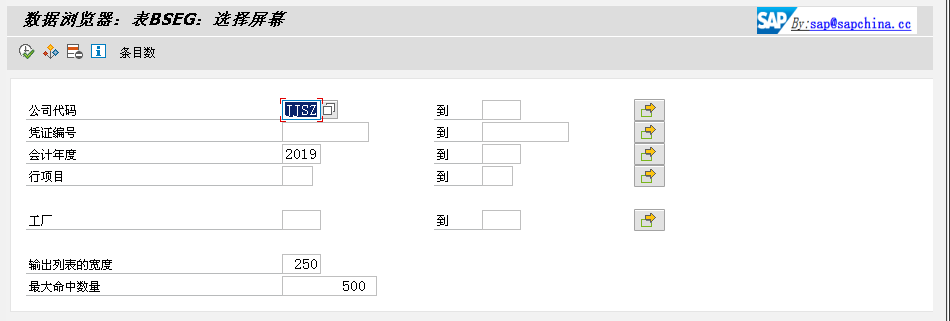 数据浏览器：表BSEG：选择屏幕
SAP By:sap@sapchina.cc
条目数
公司代码 JJSZ 到
凭证编号 到
会计年度 2019 到
行项目 到
工厂 到
输出列表的宽度 250
最大命中数量 500